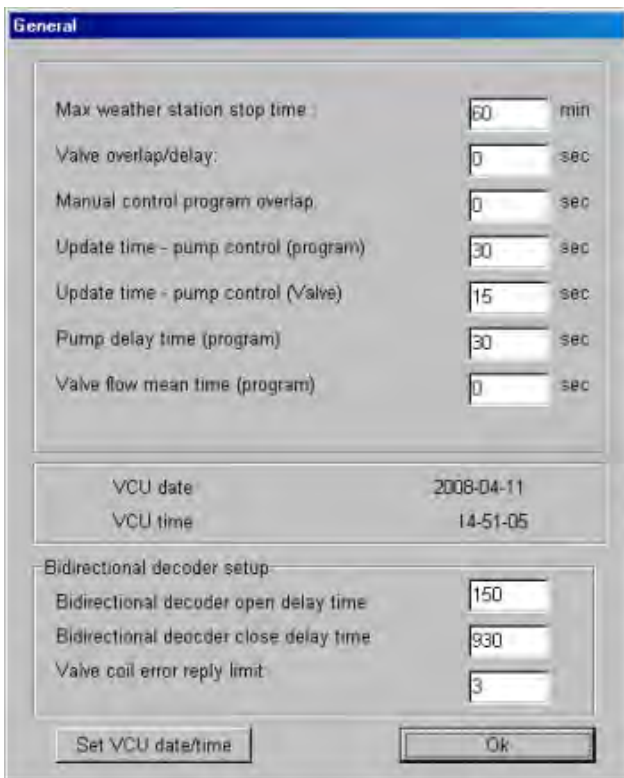 General
Max weather station stop time : 60 min
Valve overlap/delay: 0 sec
Manual control program overlap 0 sec
Update time - pump control (program) 30 sec
Update time - pump control (Valve) 15 sec
Pump delay time (program) 30 sec
Valve flow mean time (program) 0 sec
VCU date 2008-04-11
VCU time 14-51-05
Bidirectional decoder setup
Bidirectional decoder open delay time 150
Bidirectional deocder close delay time 930
Valve coil error reply limit 3
Set VCU date/time Ok